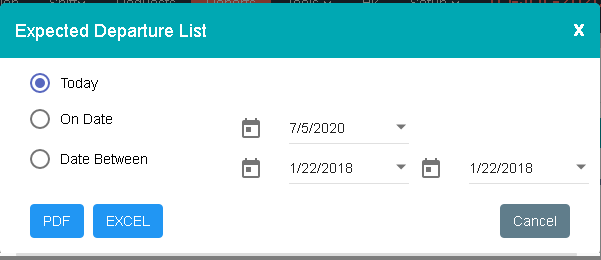 Expected Departure List X
Today
On Date 7/5/2020
Date Between 1/22/2018 1/22/2018
PDF EXCEL Cancel